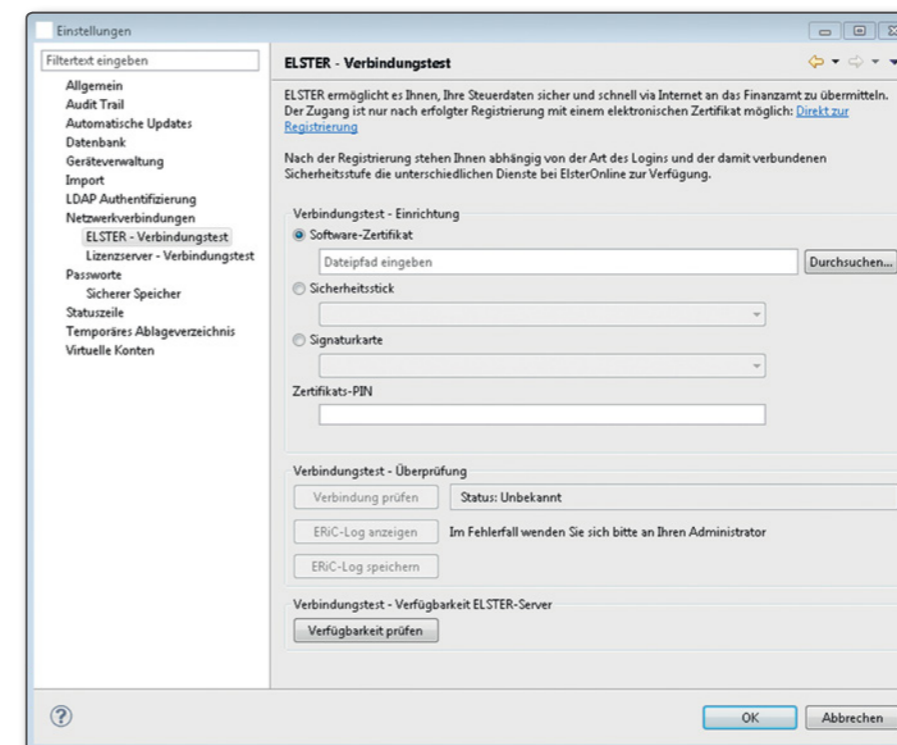 Einstellungen
Filtertext eingeben
Allgemein
Audit Trail
Automatische Updates
Datenbank
Geräteverwaltung
Import
LDAP Authentifizierung
Netzwerkverbindungen
ELSTER - Verbindungstest
Lizenzserver - Verbindungstest
Passworte
Sicherer Speicher
Statuszeile
Temporäres Ablageverzeichnis
Virtuelle Konten
ELSTER - Verbindungstest
ELSTER ermöglicht es Ihnen, Ihre Steuerdaten sicher und schnell via Internet an das Finanzamt zu übermitteln.
Der Zugang ist nur nach erfolgter Registrierung mit einem elektronischen Zertifikat möglich: Direkt zur
Registrierung
Nach der Registrierung stehen Ihnen abhängig von der Art des Logins und der damit verbundenen
Sicherheitsstufe die unterschiedlichen Dienste bei ElsterOnline zur Verfügung.
Verbindungstest - Einrichtung
Software-Zertifikat
Dateipfad eingeben
Durchsuchen...
Sicherheitsstick
Signaturkarte
Zertifikats-PIN
Verbindungstest - Überprüfung
Verbindung prüfen
Status: Unbekannt
ERiC-Log anzeigen
Im Fehlerfall wenden Sie sich bitte an Ihren Administrator
ERiC-Log speichern
Verbindungstest - Verfügbarkeit ELSTER-Server
Verfügbarkeit prüfen
?
OK
Abbrechen